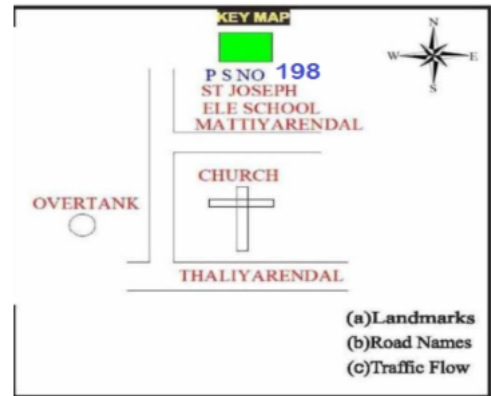 KEY MAP
N
W E
S
P S NO 198
ST JOSEPH
ELE SCHOOL
MATTIYARENDAL
CHURCH
OVERTANK
THALIYARENDAL
(a)Landmarks
(b)Road Names
(c)Traffic Flow